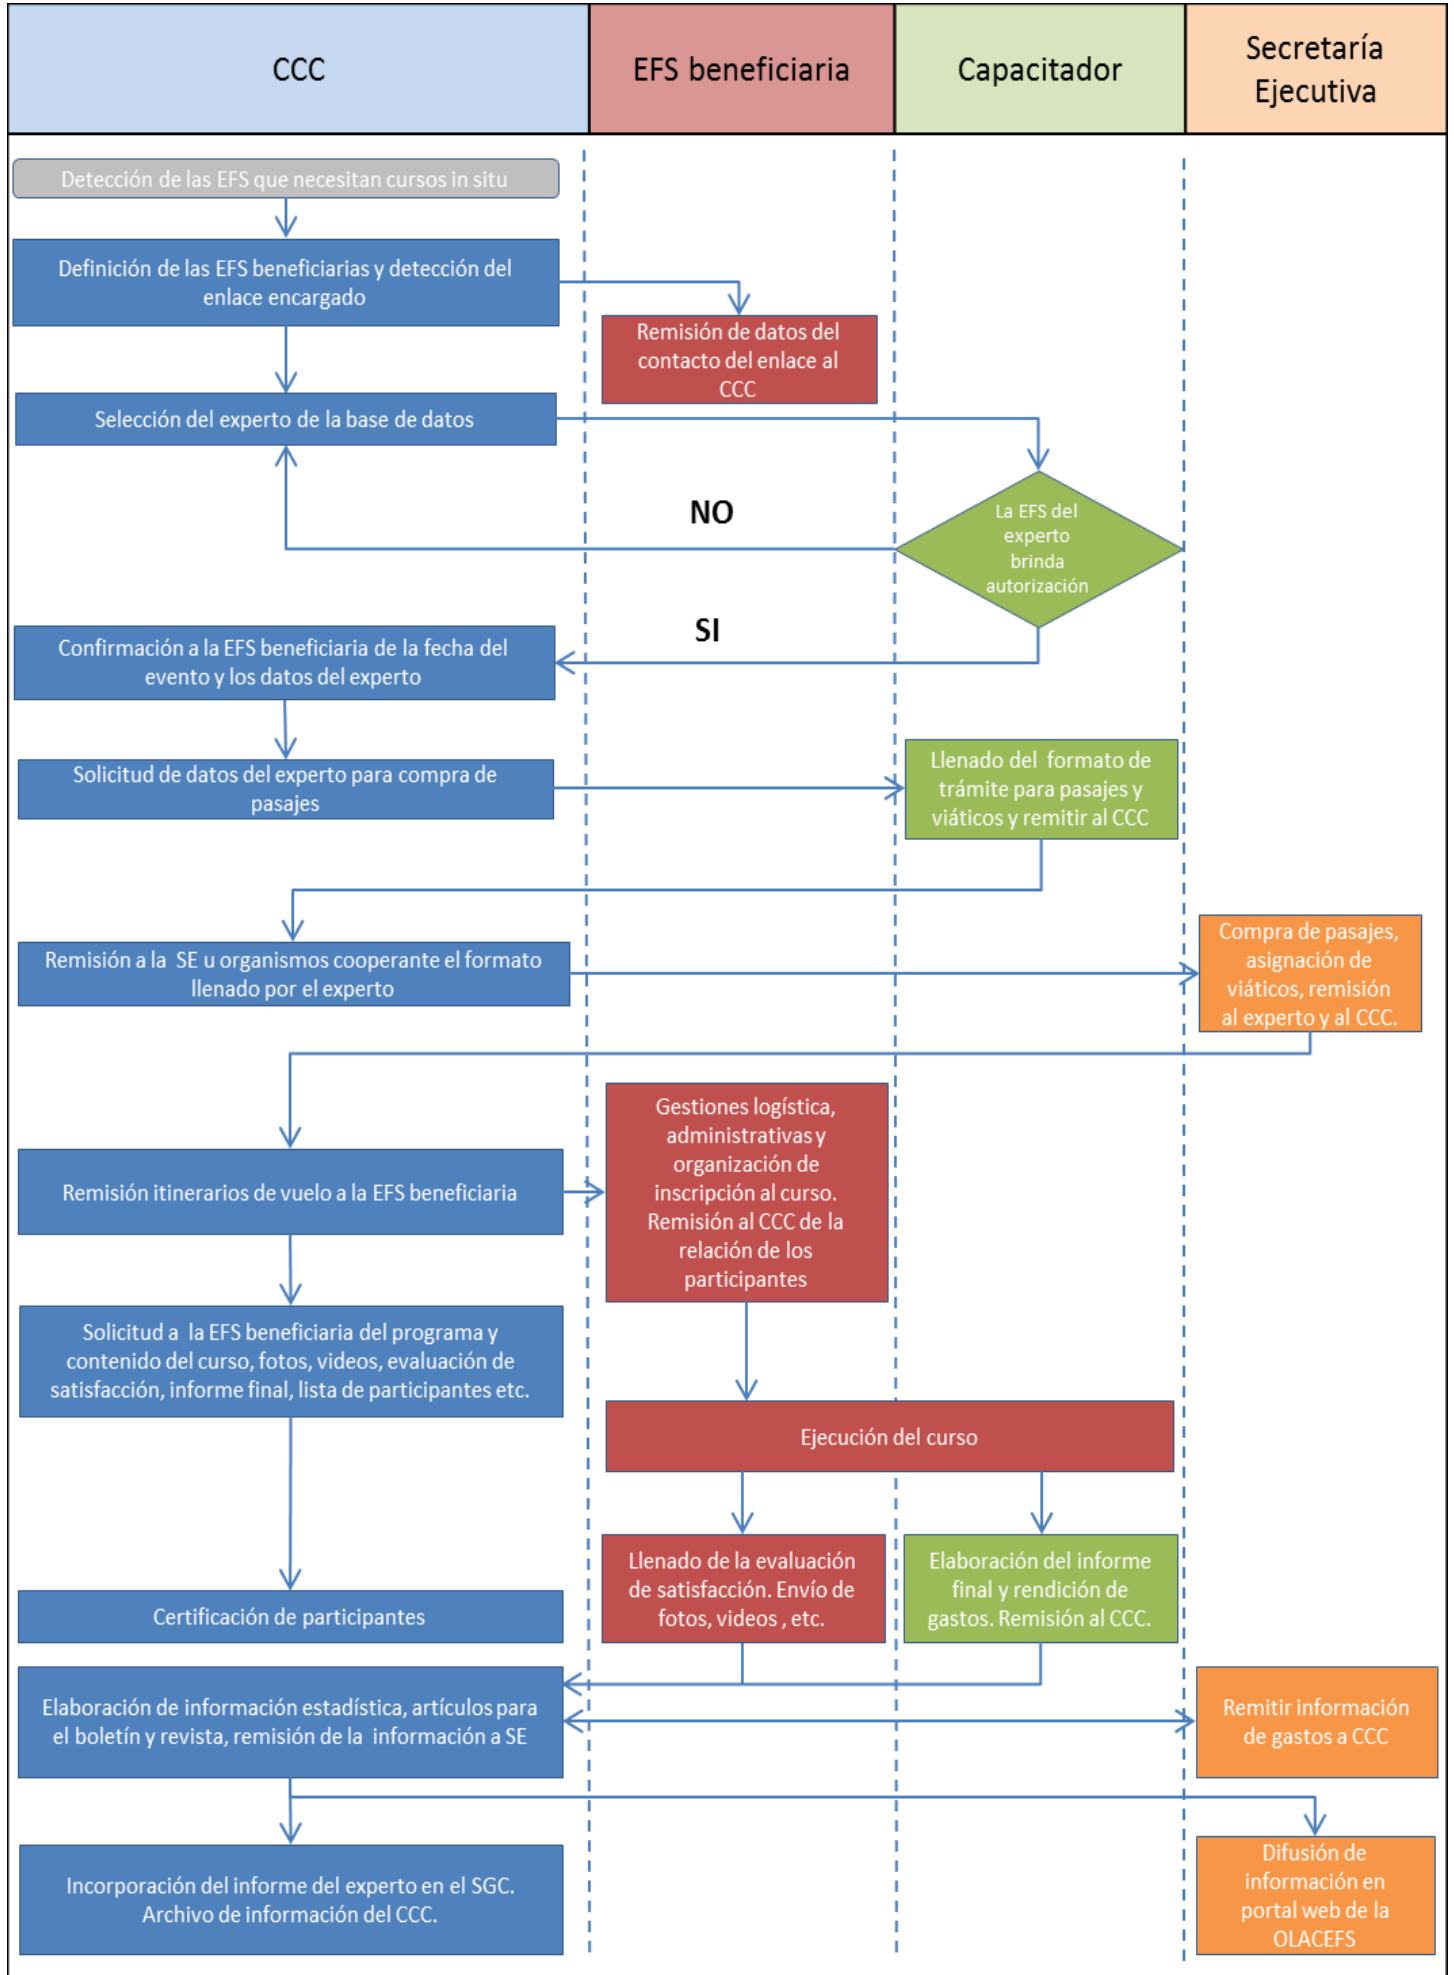 CCC
EFS beneficiaria
Capacitador
Secretaría
Ejecutiva
Detección de las EFS que necesitan cursos in situ
Definición de las EFS beneficiarias y detección del
enlace encargado
Remisión de datos del
contacto del enlace al
CCC
Selección del experto de la base de datos
La EFS del
experto
brinda
autorización
NO
SI
Confirmación a la EFS beneficiaria de la fecha del
evento y los datos del experto
Solicitud de datos del experto para compra de
pasajes
Llenado del formato de
trámite para pasajes y
viáticos y remitir al CCC
Remisión a la SE u organismos cooperante el formato
llenado por el experto
Compra de pasajes,
asignación de
viáticos, remisión
al experto y al CCC.
Remisión itinerarios de vuelo a la EFS beneficiaria
Gestiones logística,
administrativas y
organización de
inscripción al curso.
Remisión al CCC de la
relación de los
participantes
Solicitud a la EFS beneficiaria del programa y
contenido del curso, fotos, videos, evaluación de
satisfacción, informe final, lista de participantes etc.
Ejecución del curso
Llenado de la evaluación
de satisfacción. Envío de
fotos, videos , etc.
Elaboración del informe
final y rendición de
gastos. Remisión al CCC.
Certificación de participantes
Elaboración de información estadística, artículos para
el boletín y revista, remisión de la información a SE
Remitir información
de gastos a CCC
Incorporación del informe del experto en el SGC.
Archivo de información del CCC.
Difusión de
información en
portal web de la
OLACEFS